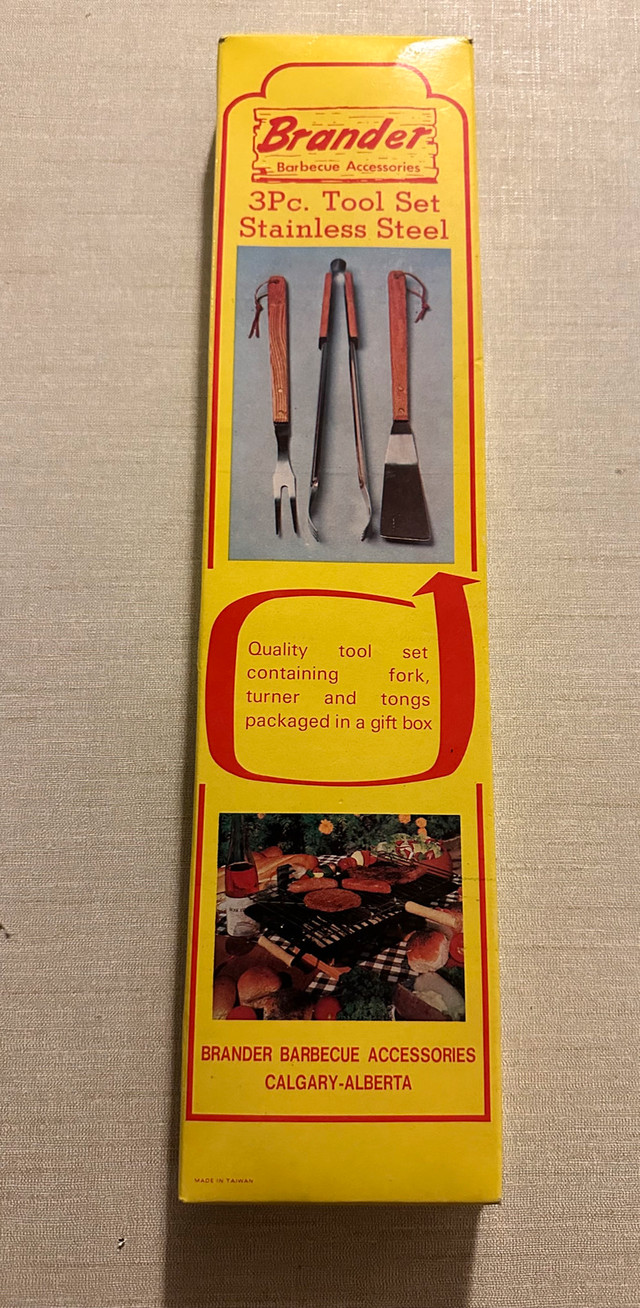 Brander
Barbecue Accessories
3Pc. Tool Set
Stainless Steel
Quality tool set
containing fork,
turner and tongs
packaged in a gift box
BRANDER BARBECUE ACCESSORIES
CALGARY-ALBERTA
MADE IN TAIWAN